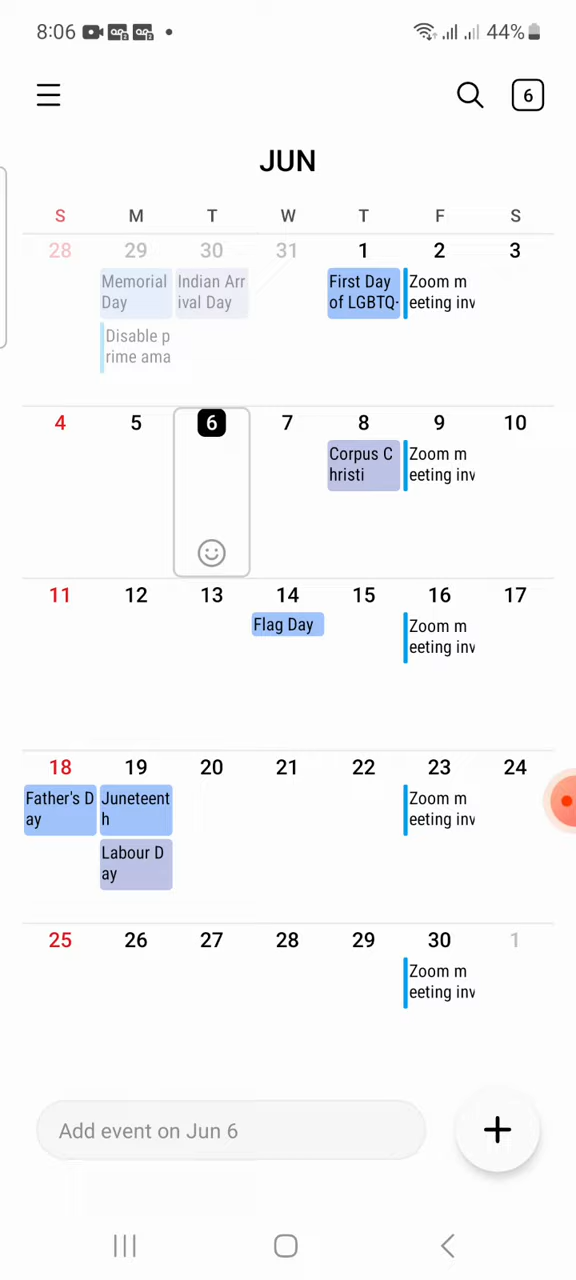 8:06 44%
6
JUN
S M T W T F S
28 29 30 31 1 2 3
Memorial
Day
Indian Arr
ival Day
First Day
of LGBTQ-
Zoom m
eeting inv
Disable p
rime ama
4 5 6 7 8 9 10
Corpus C
hristi
Zoom m
eeting inv
11 12 13 14 15 16 17
Flag Day
Zoom m
eeting inv
18 19 20 21 22 23 24
Father's D
ay
Juneteent
h
Zoom m
eeting inv
Labour D
ay
25 26 27 28 29 30 1
Zoom m
eeting inv
Add event on Jun 6